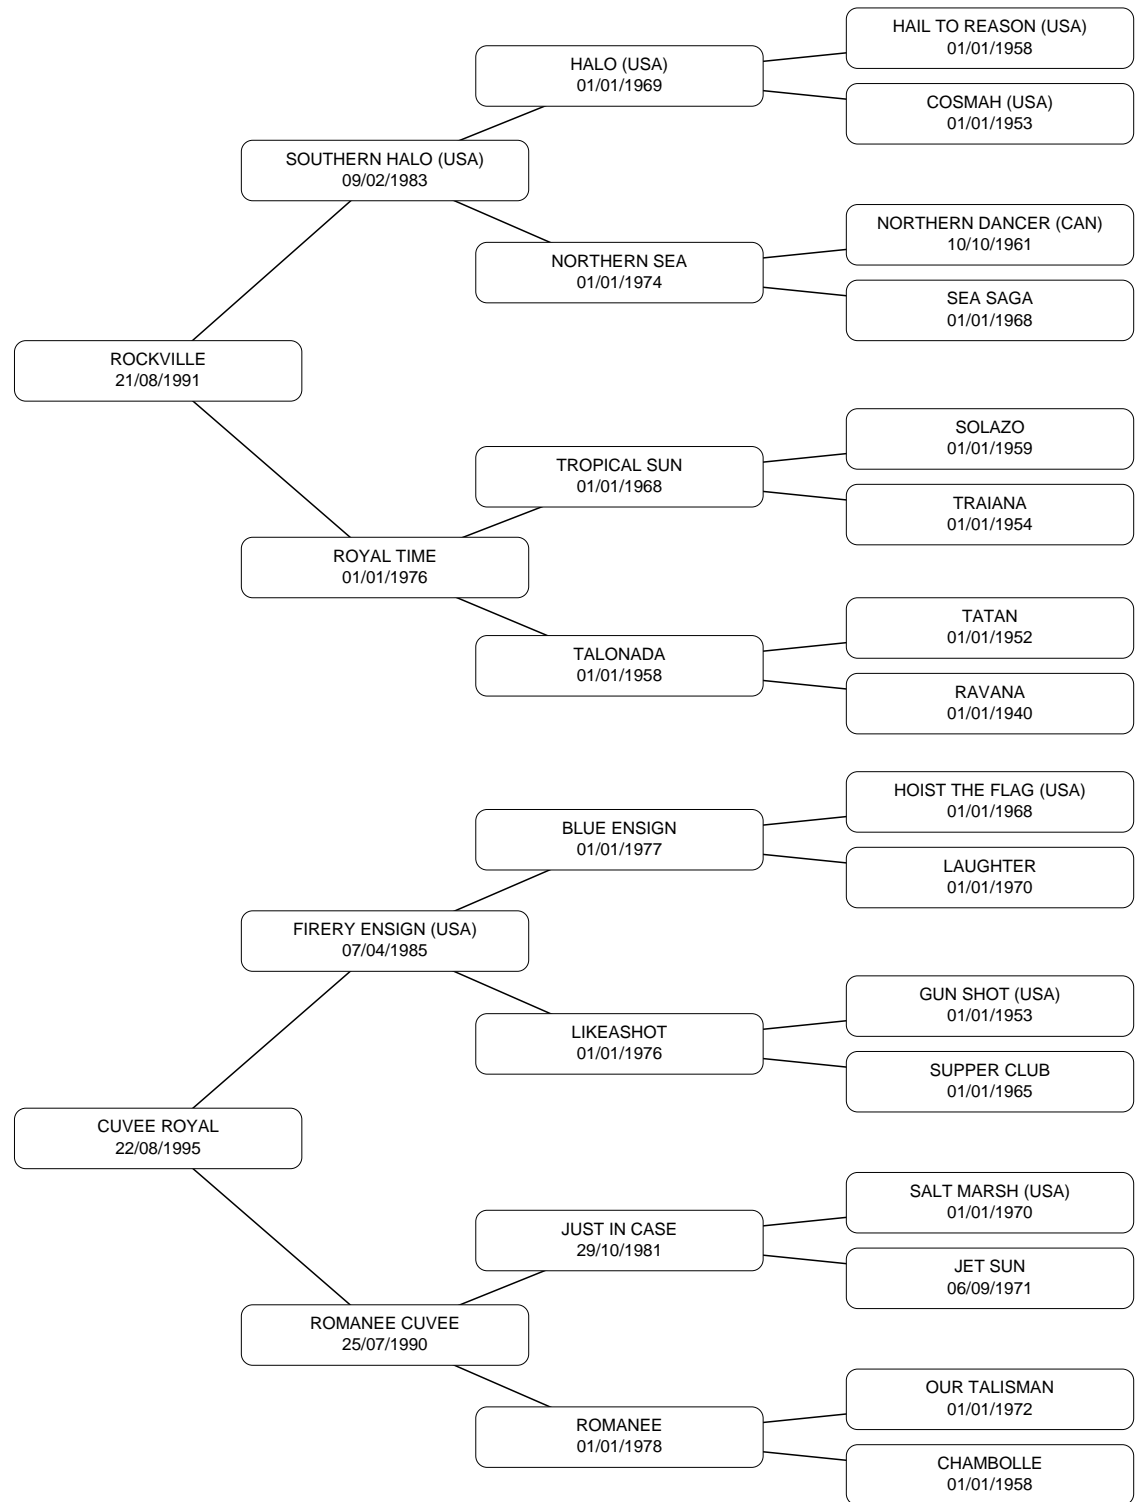 HAIL TO REASON (USA)
01/01/1958
HALO (USA)
01/01/1969
COSMAH (USA)
01/01/1953
SOUTHERN HALO (USA)
09/02/1983
NORTHERN DANCER (CAN)
10/10/1961
NORTHERN SEA
01/01/1974
SEA SAGA
01/01/1968
ROCKVILLE
21/08/1991
SOLAZO
01/01/1959
TROPICAL SUN
01/01/1968
TRAIANA
01/01/1954
ROYAL TIME
01/01/1976
TATAN
01/01/1952
TALONADA
01/01/1958
RAVANA
01/01/1940
HOIST THE FLAG (USA)
01/01/1968
BLUE ENSIGN
01/01/1977
LAUGHTER
01/01/1970
FIRERY ENSIGN (USA)
07/04/1985
GUN SHOT (USA)
01/01/1953
LIKEASHOT
01/01/1976
SUPPER CLUB
01/01/1965
CUVEE ROYAL
22/08/1995
SALT MARSH (USA)
01/01/1970
JUST IN CASE
29/10/1981
JET SUN
06/09/1971
ROMANEE CUVEE
25/07/1990
OUR TALISMAN
01/01/1972
ROMANEE
01/01/1978
CHAMBOLLE
01/01/1958